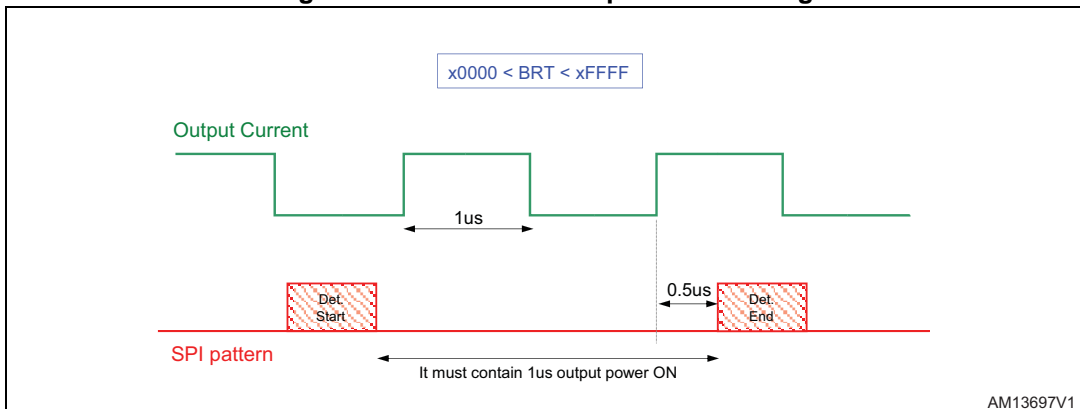 x0000 < BRT < xFFFF
Output Current
1us
0.5us
Det.
Start
Det.
End
SPI pattern
It must contain 1us output power ON
AM13697V1